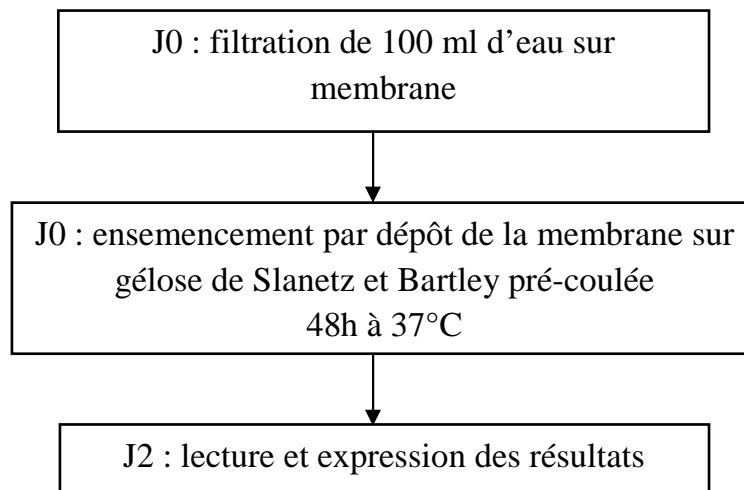 J0 : filtration de 100 ml d’eau sur
membrane
J0 : ensemencement par dépôt de la membrane sur
gélose de Slanetz et Bartley pré-coulée
48h à 37°C
J2 : lecture et expression des résultats